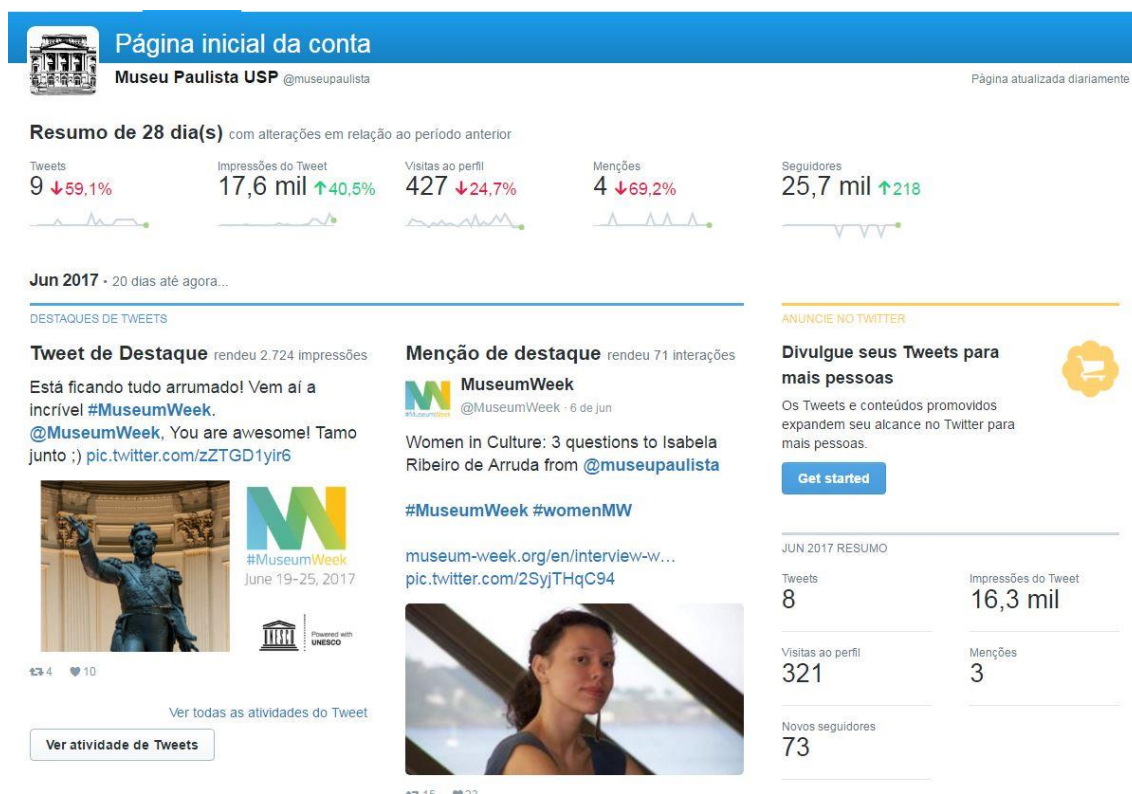 Página inicial da conta
Museu Paulista USP @museupaulista
Página atualizada diariamente
Resumo de 28 dia(s) com alterações em relação ao período anterior
Tweets
9 ↓59,1%
Impressões do Tweet
17,6 mil ↑40,5%
Visitas ao perfil
427 ↓24,7%
Menções
4 ↓69,2%
Seguidores
25,7 mil ↑218
Jun 2017 • 20 dias até agora...
DESTAQUES DE TWEETS
Tweet de Destaque rendeu 2.724 impressões
Está ficando tudo arrumado! Vem aí a
incrível #MuseumWeek.
@MuseumWeek, You are awesome! Tamo
junto ;) pic.twitter.com/zZTGD1yir6
#MuseumWeek
June 19-25, 2017
UNESCO
Powered with
UNESCO
4 10
Ver todas as atividades do Tweet
Ver atividade de Tweets
Menção de destaque rendeu 71 interações
#MuseumWeek
MuseumWeek
@MuseumWeek · 6 de jun
Women in Culture: 3 questions to Isabela
Ribeiro de Arruda from @museupaulista
#MuseumWeek #womenMW
museum-week.org/en/interview-w…
pic.twitter.com/2SyjTHqC94
ANUNCIE NO TWITTER
Divulgue seus Tweets para
mais pessoas
Os Tweets e conteúdos promovidos
expandem seu alcance no Twitter para
mais pessoas.
Get started
JUN 2017 RESUMO
Tweets
8
Impressões do Tweet
16,3 mil
Visitas ao perfil
321
Menções
3
Novos seguidores
73